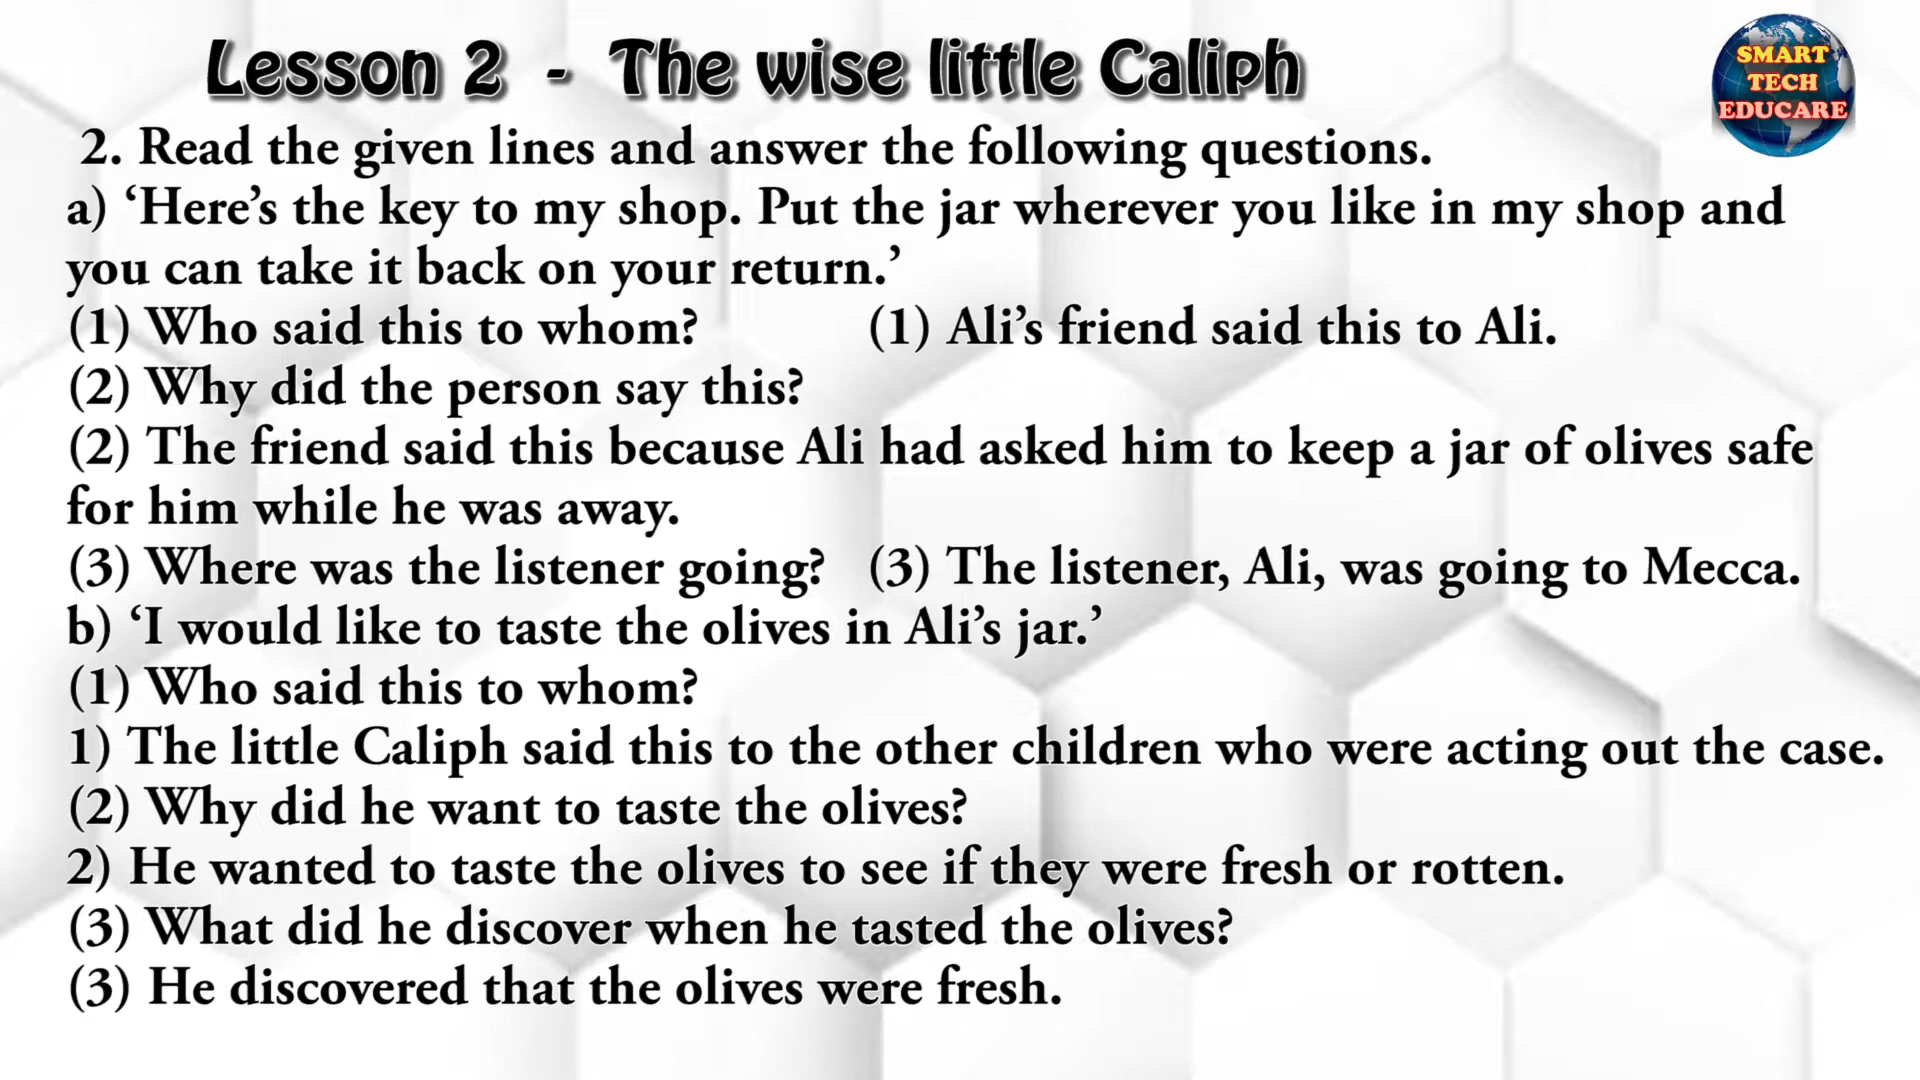 Lesson 2 - The wise little Caliph
SMART
TECH
EDUCARE
2. Read the given lines and answer the following questions.
a) ‘Here’s the key to my shop. Put the jar wherever you like in my shop and
you can take it back on your return.’
(1) Who said this to whom? (1) Ali’s friend said this to Ali.
(2) Why did the person say this?
(2) The friend said this because Ali had asked him to keep a jar of olives safe
for him while he was away.
(3) Where was the listener going? (3) The listener, Ali, was going to Mecca.
b) ‘I would like to taste the olives in Ali’s jar.’
(1) Who said this to whom?
1) The little Caliph said this to the other children who were acting out the case.
(2) Why did he want to taste the olives?
2) He wanted to taste the olives to see if they were fresh or rotten.
(3) What did he discover when he tasted the olives?
(3) He discovered that the olives were fresh.